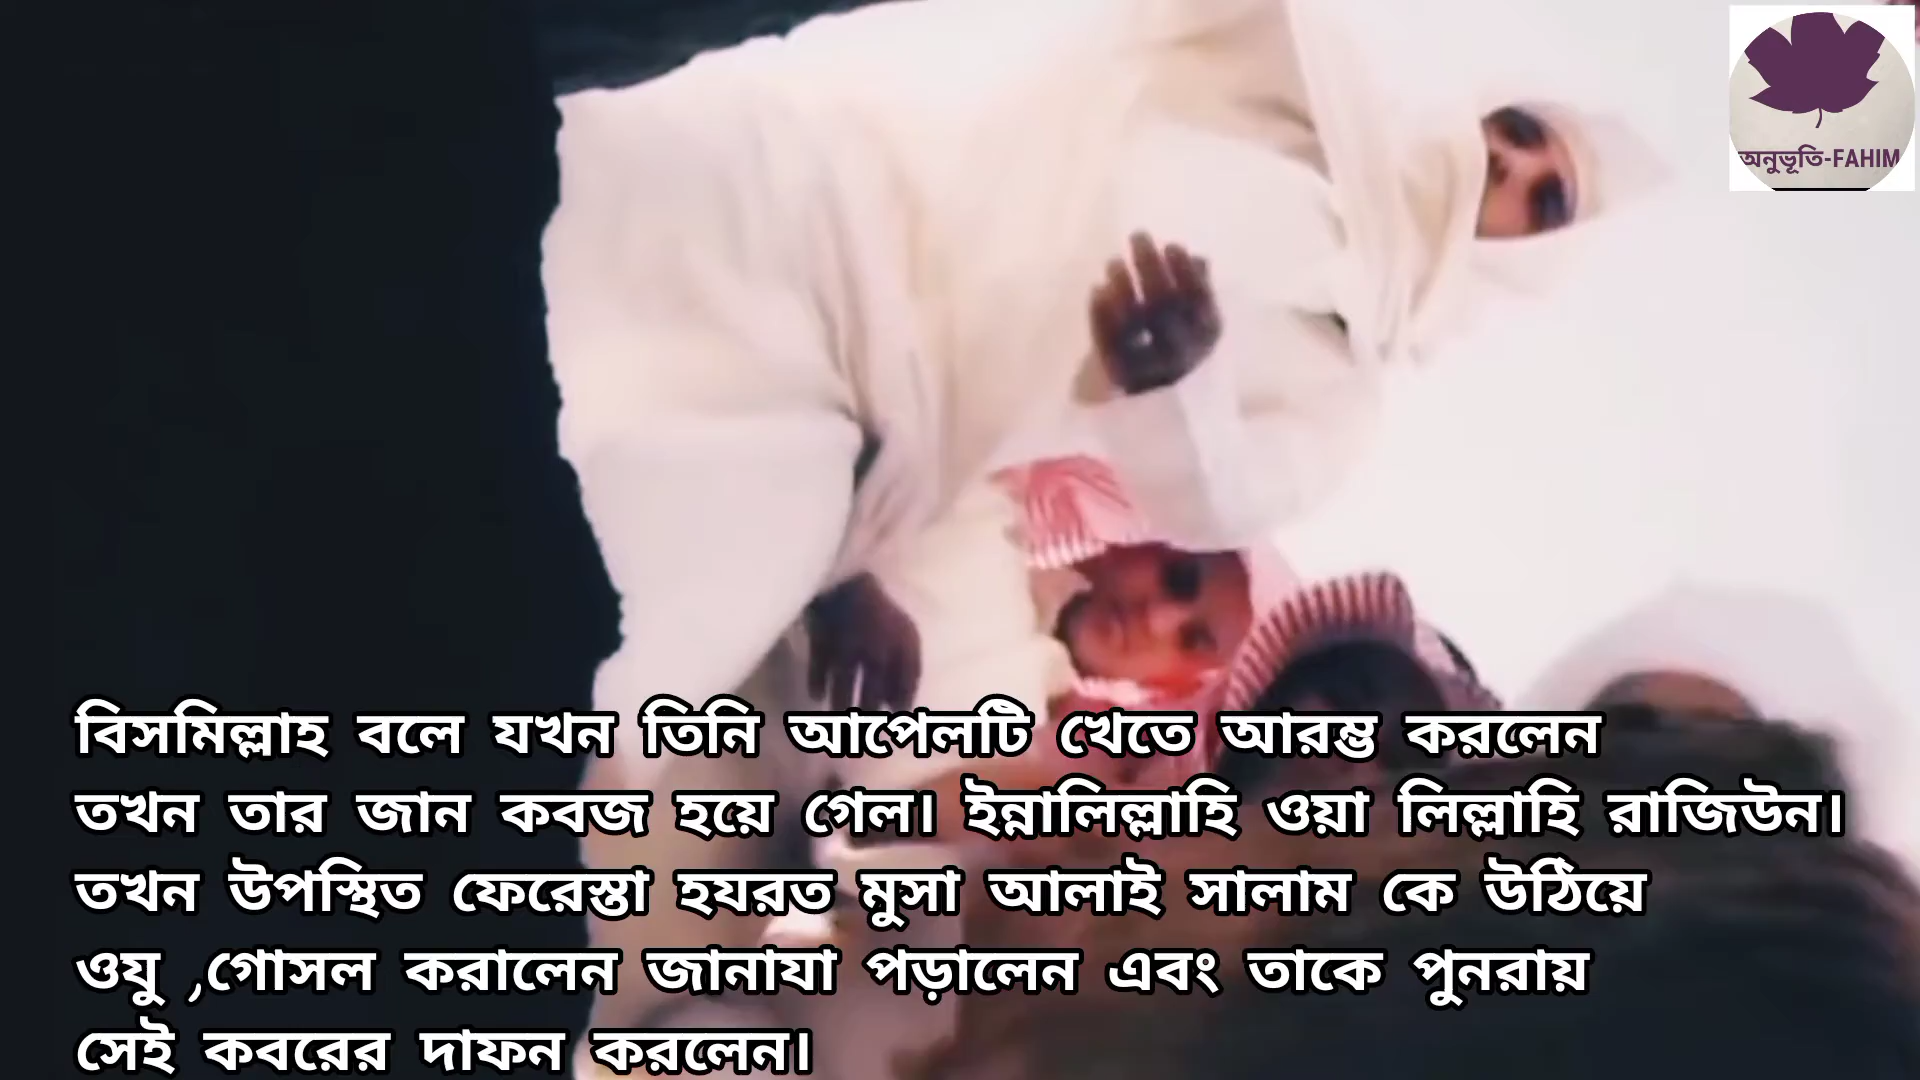 অনুভূতি-FAHIM
বিসমিল্লাহ বলে যখন তিনি আপেলটি খেতে আরম্ভ করলেন
তখন তার জান কবজ হয়ে গেল। ইন্নালিল্লাহি ওয়া লিল্লাহি রাজিউন।
তখন উপস্থিত ফেরেস্তা হযরত মুসা আলাই সালাম কে উঠিয়ে
ওযু ,গোসল করালেন জানাযা পড়ালেন এবং তাকে পুনরায়
সেই কবরের দাফন করলেন।